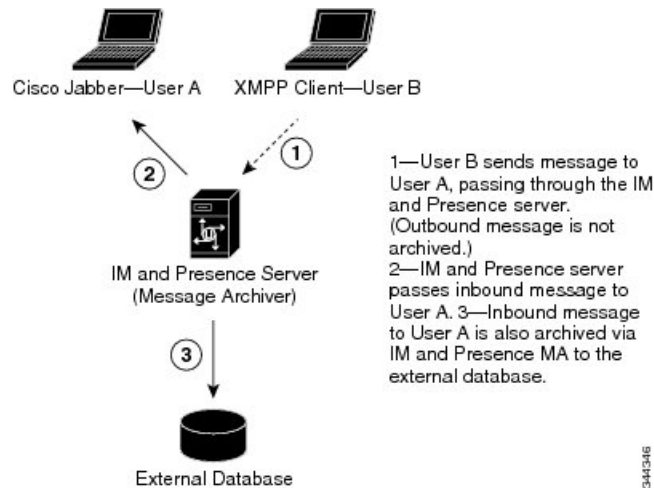 Cisco Jabber—User A
XMPP Client—User B
1
2
IM and Presence Server
(Message Archiver)
3
External Database
1—User B sends message to
User A, passing through the IM
and Presence server.
(Outbound message is not
archived.)
2—IM and Presence server
passes inbound message to
User A. 3—Inbound message
to User A is also archived via
IM and Presence MA to the
external database.
344346